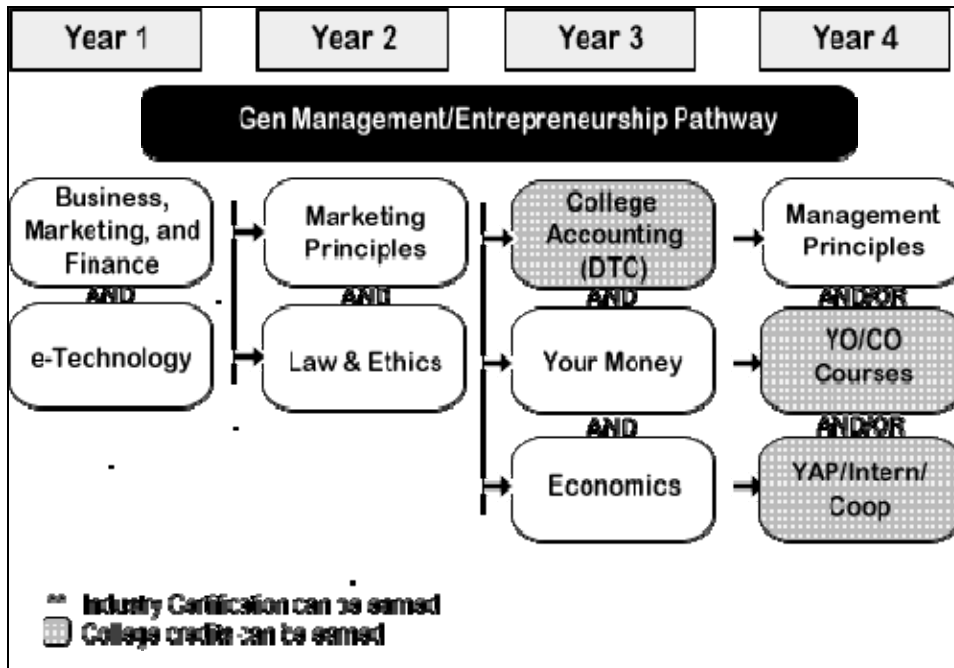 Year 1
Year 2
Year 3
Year 4
Gen Management/Entrepreneurship Pathway
Business,
Marketing, and
Finance
AND
e-Technology
Marketing
Principles
AND
Law & Ethics
College
Accounting
(DTC)
AND
Your Money
AND
Economics
Management
Principles
AND/OR
YO/CO
Courses
AND/OR
YAP/Intern/
Coop
** Industry Certification can be earned
College credits can be earned